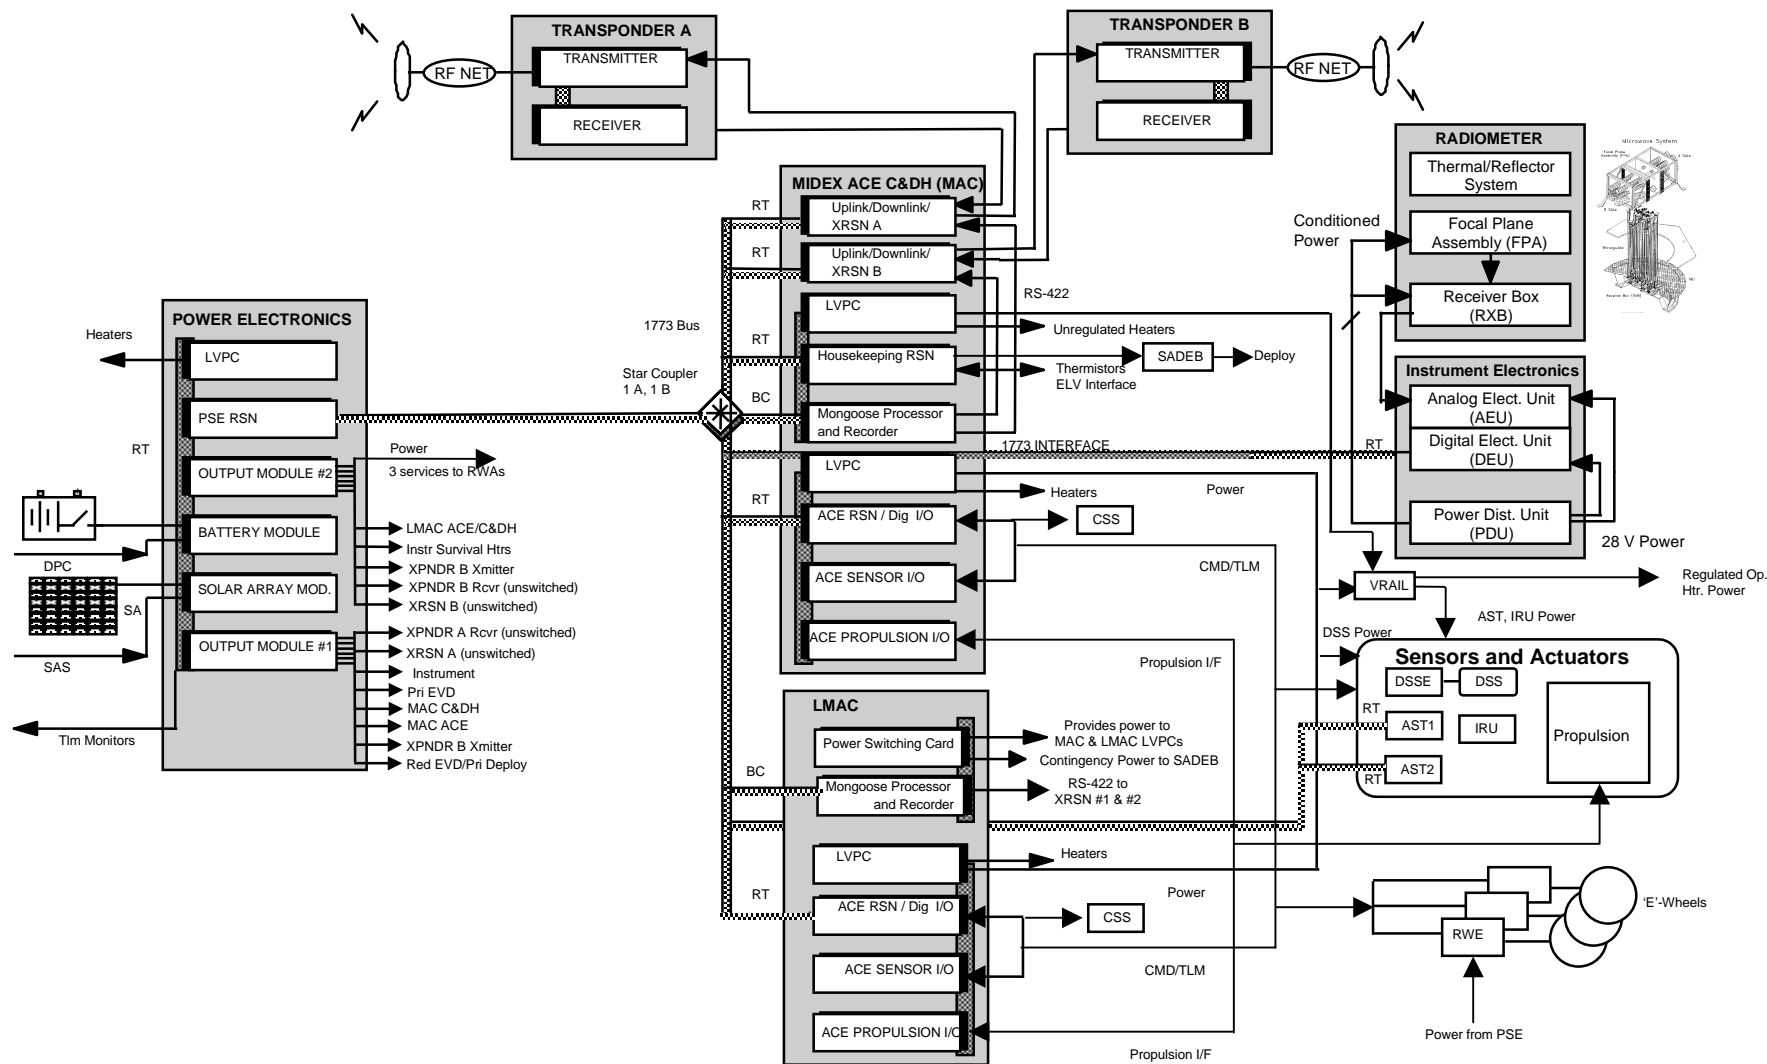 TRANSPONDER A
TRANSMITTER
RF NET
RECEIVER
TRANSPONDER B
TRANSMITTER
RF NET
RECEIVER
RADIOMETER
Thermal/Reflector
System
Focal Plane
Assembly (FPA)
Receiver Box
(RXB)
Conditioned
Power
Microwave System
Instrument Electronics
Analog Elect. Unit
(AEU)
Digital Elect. Unit
(DEU)
Power Dist. Unit
(PDU)
RT
28 V Power
MIDEX ACE C&DH (MAC)
Uplink/Downlink/
XRSN A
Uplink/Downlink/
XRSN B
LVPC
Housekeeping RSN
Mongoose Processor
and Recorder
LVPC
ACE RSN / Dig I/O
ACE SENSOR I/O
ACE PROPULSION I/O
RT
RT
RT
BC
RT
1773 Bus
Star Coupler
1 A, 1 B
RS-422
Unregulated Heaters
SADEB
Deploy
Thermistors
ELV Interface
1773 INTERFACE
Heaters
Power
CSS
CMD/TLM
Propulsion I/F
POWER ELECTRONICS
LVPC
PSE RSN
OUTPUT MODULE #2
BATTERY MODULE
SOLAR ARRAY MOD.
OUTPUT MODULE #1
Heaters
RT
DPC
SA
SAS
Tlm Monitors
Power
3 services to RWAs
LMAC ACE/C&DH
Instr Survival Htrs
XPNDR B Xmitter
XPNDR B Rcvr (unswitched)
XRSN B (unswitched)
XPNDR A Rcvr (unswitched)
XRSN A (unswitched)
Instrument
Pri EVD
MAC C&DH
MAC ACE
XPNDR B Xmitter
Red EVD/Pri Deploy
VRAIL
Regulated Op.
Htr. Power
AST, IRU Power
DSS Power
Sensors and Actuators
DSSE
DSS
RT
AST1
IRU
RT
AST2
Propulsion
LMAC
Power Switching Card
Mongoose Processor
and Recorder
LVPC
ACE RSN / Dig I/O
ACE SENSOR I/O
ACE PROPULSION I/O
BC
RT
Provides power to
MAC & LMAC LVPCs
Contingency Power to SADEB
RS-422 to
XRSN #1 & #2
Heaters
Power
CSS
CMD/TLM
Propulsion I/F
RWE
'E'-Wheels
Power from PSE